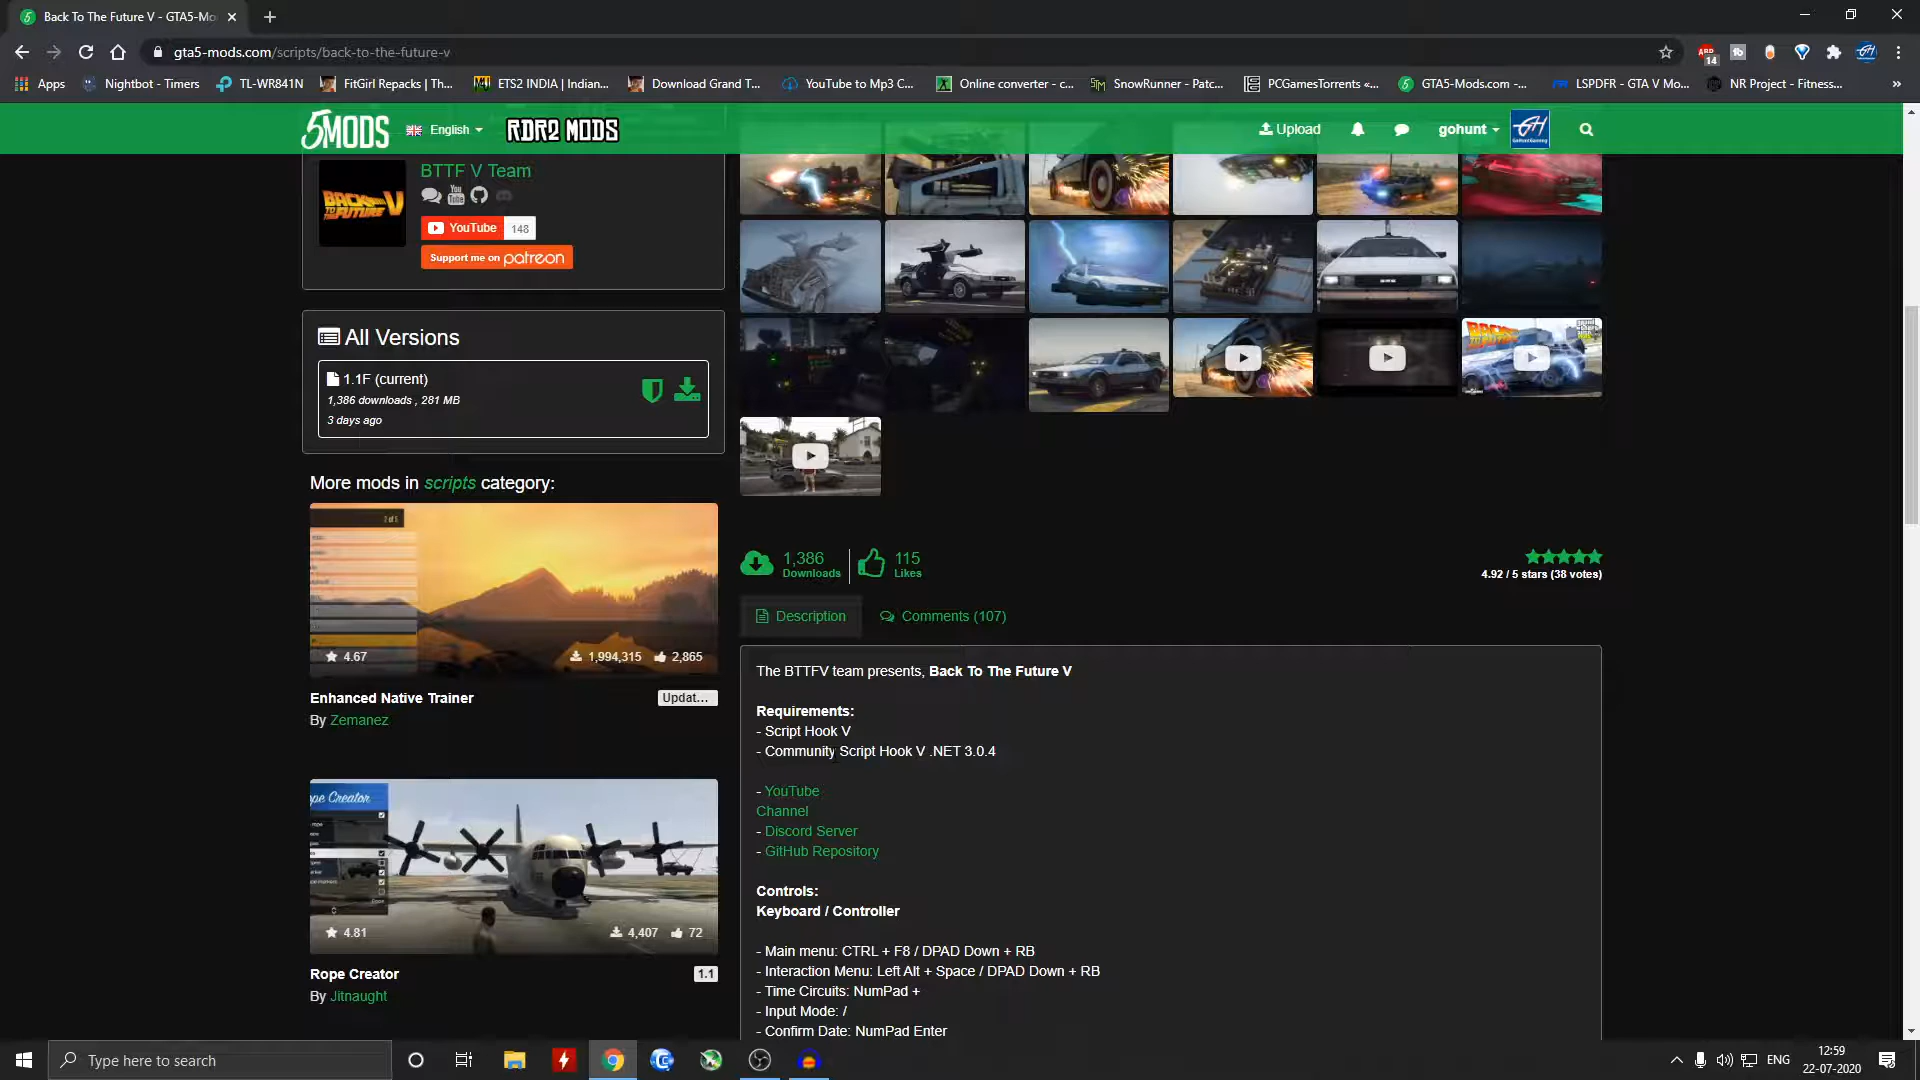 Back To The Future V - GTA5-Mo
gta5-mods.com/scripts/back-to-the-future-v
14
Apps
Nightbot - Timers
TL-WR841N
FitGirl Repacks | Th...
ETS2 INDIA | Indian...
Download Grand T...
YouTube to Mp3 C...
Online converter - c...
SnowRunner - Patc...
PCGamesTorrents «...
GTA5-Mods.com -...
LSPDFR - GTA V Mo...
NR Project - Fitness...
»
5MODS
English
RDR2 MODS
Upload
gohunt
GH
BACK TO THE FUTURE V
BTTF V Team
YouTube
148
Support me on patreon
All Versions
1.1F (current)
1,386 downloads , 281 MB
3 days ago
More mods in scripts category:
4.67
1,994,315
2,865
Enhanced Native Trainer
Updat...
By Zemanez
Rope Creator
4.81
4,407
72
Rope Creator
1.1
By Jitnaught
1,386
Downloads
115
Likes
4.92 / 5 stars (38 votes)
Description
Comments (107)
The BTTFV team presents, Back To The Future V
Requirements:
- Script Hook V
- Community Script Hook V .NET 3.0.4
- YouTube
Channel
- Discord Server
- GitHub Repository
Controls:
Keyboard / Controller
- Main menu: CTRL + F8 / DPAD Down + RB
- Interaction Menu: Left Alt + Space / DPAD Down + RB
- Time Circuits: NumPad +
- Input Mode: /
- Confirm Date: NumPad Enter
Type here to search
ENG
12:59
22-07-2020